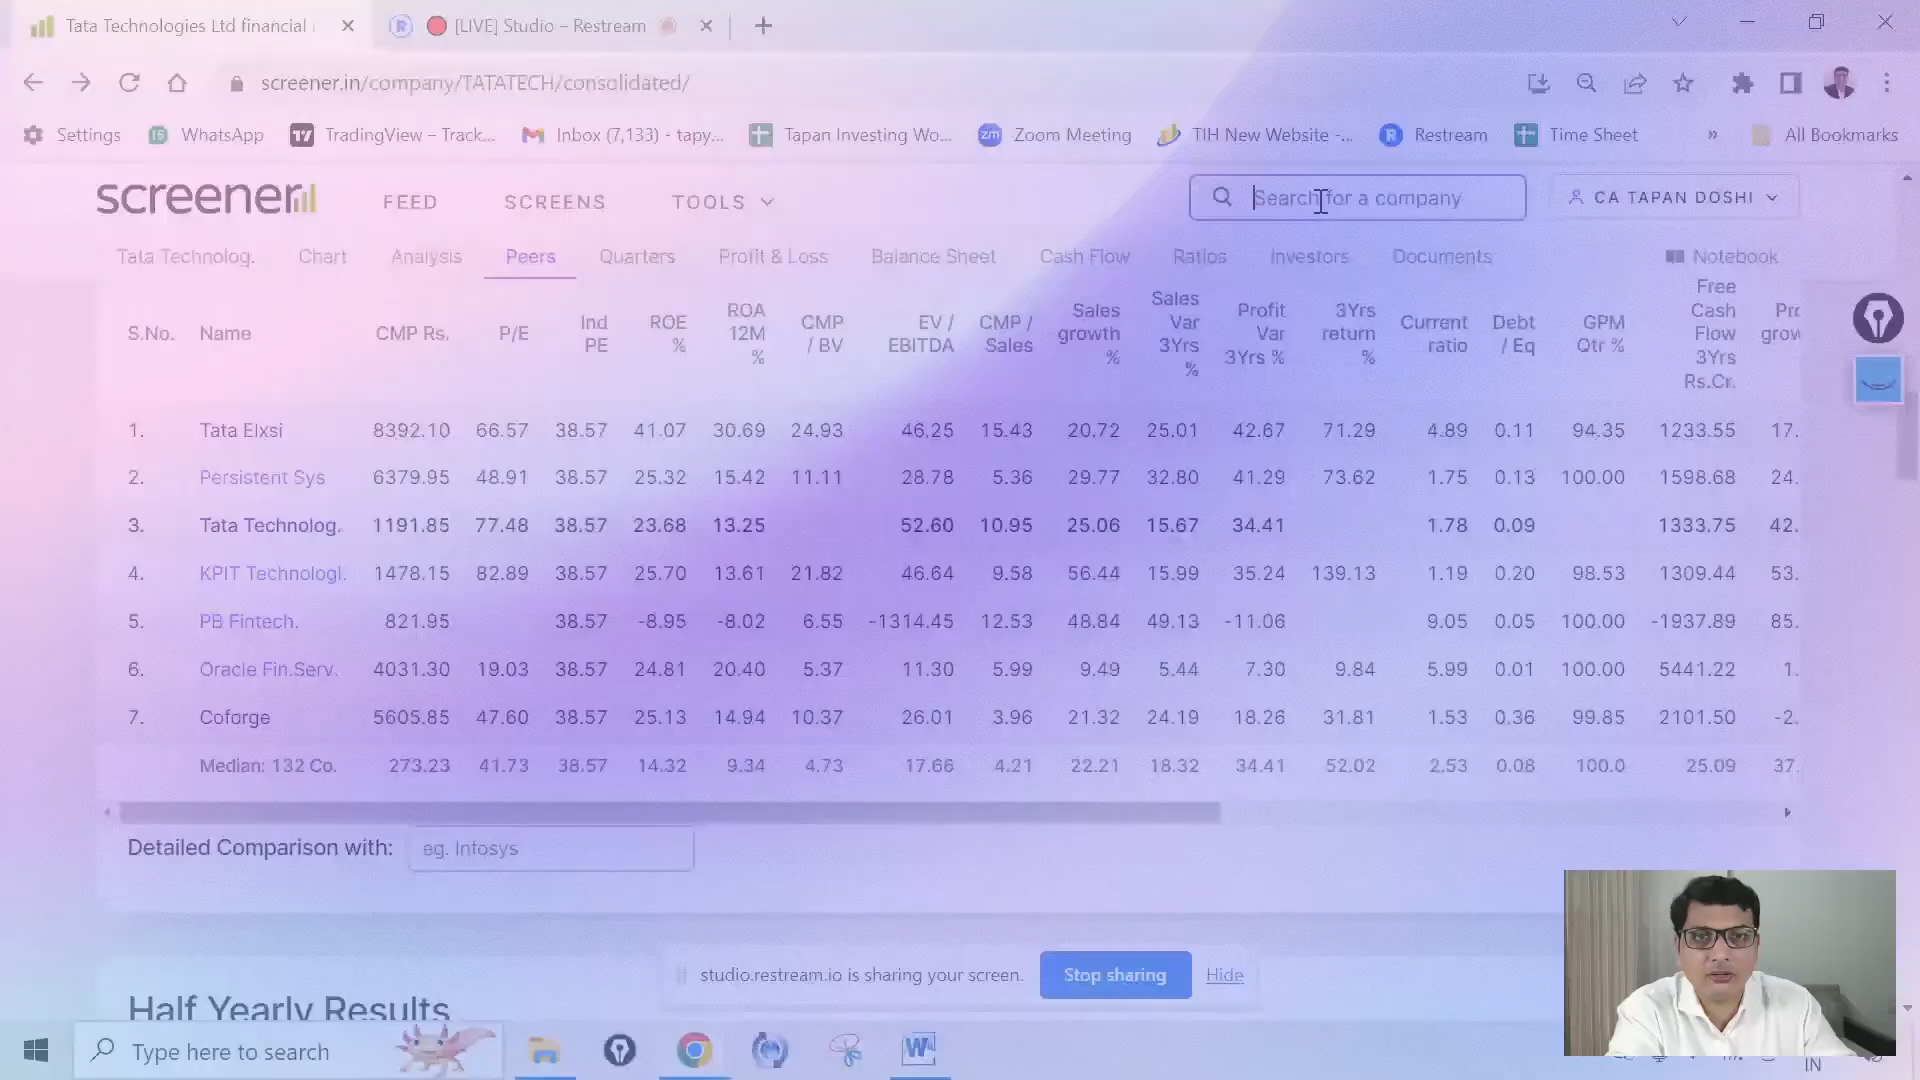 Tata Technologies Ltd financial
[LIVE] Studio – Restream
screener.in/company/TATATECH/consolidated/
Settings WhatsApp TradingView – Track... Inbox (7,133) - tapy... Tapan Investing Wo... Zoom Meeting TIH New Website -... Restream Time Sheet » All Bookmarks
screener FEED SCREENS TOOLS Search for a company CA TAPAN DOSHI
Tata Technolog. Chart Analysis Peers Quarters Profit & Loss Balance Sheet Cash Flow Ratios Investors Documents Notebook
S.No. Name CMP Rs. P/E Ind PE ROE % ROA 12M % CMP / BV EV / EBITDA CMP / Sales Sales growth % Sales Var 3Yrs % Profit Var 3Yrs % 3Yrs return % Current ratio Debt / Eq GPM Qtr % Free Cash Flow 3Yrs Rs.Cr.
1. Tata Elxsi 8392.10 66.57 38.57 41.07 30.69 24.93 46.25 15.43 20.72 25.01 42.67 71.29 4.89 0.11 94.35 1233.55 17.
2. Persistent Sys 6379.95 48.91 38.57 25.32 15.42 11.11 28.78 5.36 29.77 32.80 41.29 73.62 1.75 0.13 100.00 1598.68 24.
3. Tata Technolog. 1191.85 77.48 38.57 23.68 13.25 52.60 10.95 25.06 15.67 34.41 1.78 0.09 1333.75 42.
4. KPIT Technologl. 1478.15 82.89 38.57 25.70 13.61 21.82 46.64 9.58 56.44 15.99 35.24 139.13 1.19 0.20 98.53 1309.44 53.
5. PB Fintech. 821.95 38.57 -8.95 -8.02 6.55 -1314.45 12.53 48.84 49.13 -11.06 9.05 0.05 100.00 -1937.89 85.
6. Oracle Fin.Serv. 4031.30 19.03 38.57 24.81 20.40 5.37 11.30 5.99 9.49 5.44 7.30 9.84 5.99 0.01 100.00 5441.22 1.
7. Coforge 5605.85 47.60 38.57 25.13 14.94 10.37 26.01 3.96 21.32 24.19 18.26 31.81 1.53 0.36 99.85 2101.50 -2.
Median: 132 Co. 273.23 41.73 38.57 14.32 9.34 4.73 17.66 4.21 22.21 18.32 34.41 52.02 2.53 0.08 100.0 25.09 37.
Detailed Comparison with: eg. Infosys
studio.restream.io is sharing your screen. Stop sharing Hide
Half Yearly Results
Type here to search
IN